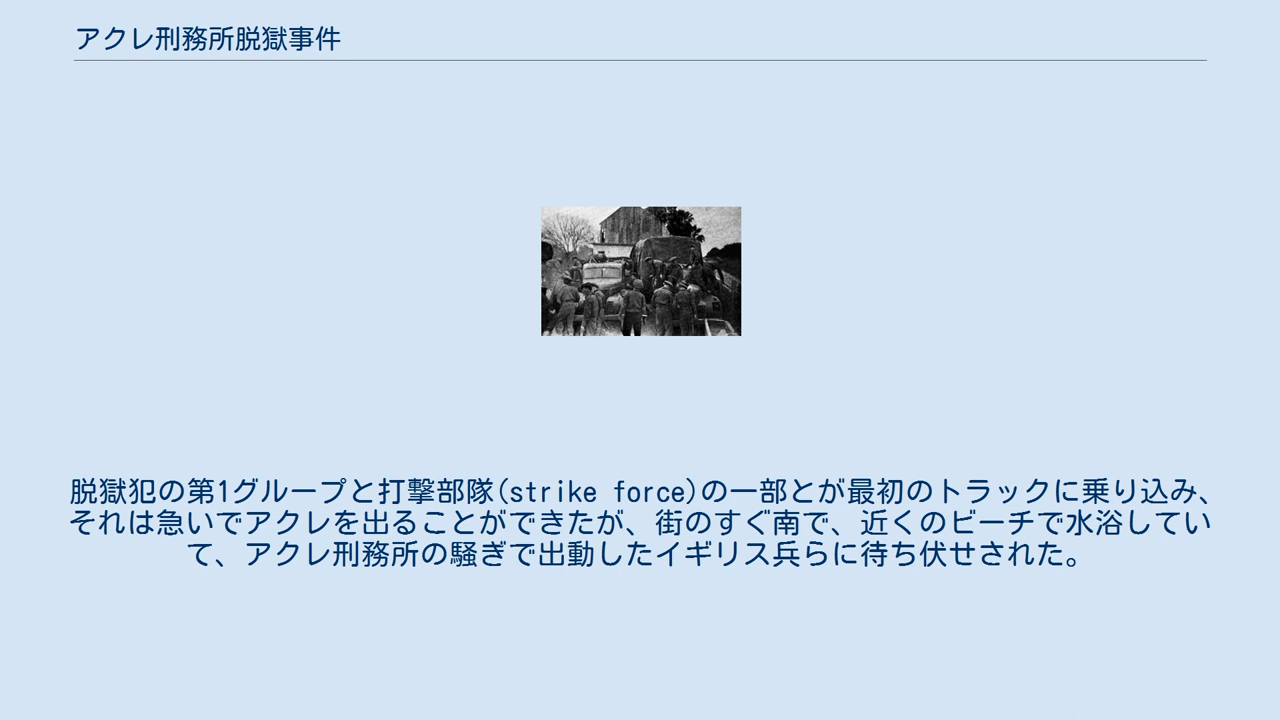 アクレ刑務所脱獄事件
脱獄犯の第1グループと打撃部隊(strike force)の一部とが最初のトラックに乗り込み、
それは急いでアクレを出ることができたが、街のすぐ南で、近くのビーチで水浴してい
て、アクレ刑務所の騒ぎで出動したイギリス兵らに待ち伏せされた。